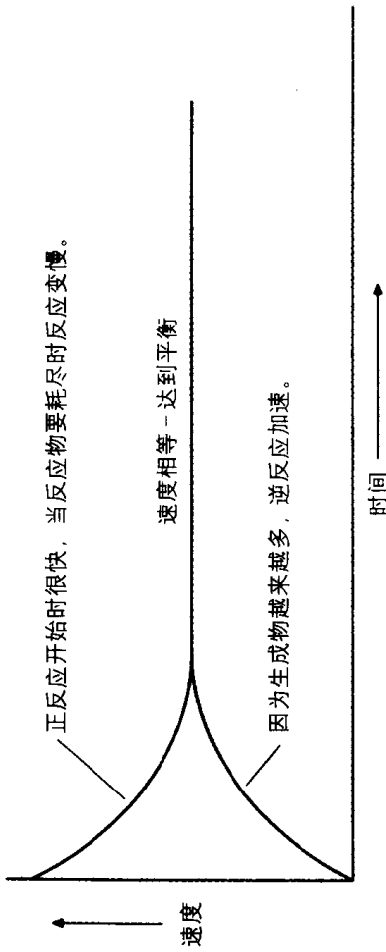 正反应开始时很快，当反应物要耗尽时反应变慢。
速度相等－达到平衡
因为生成物越来越多，逆反应加速。
速度
时间